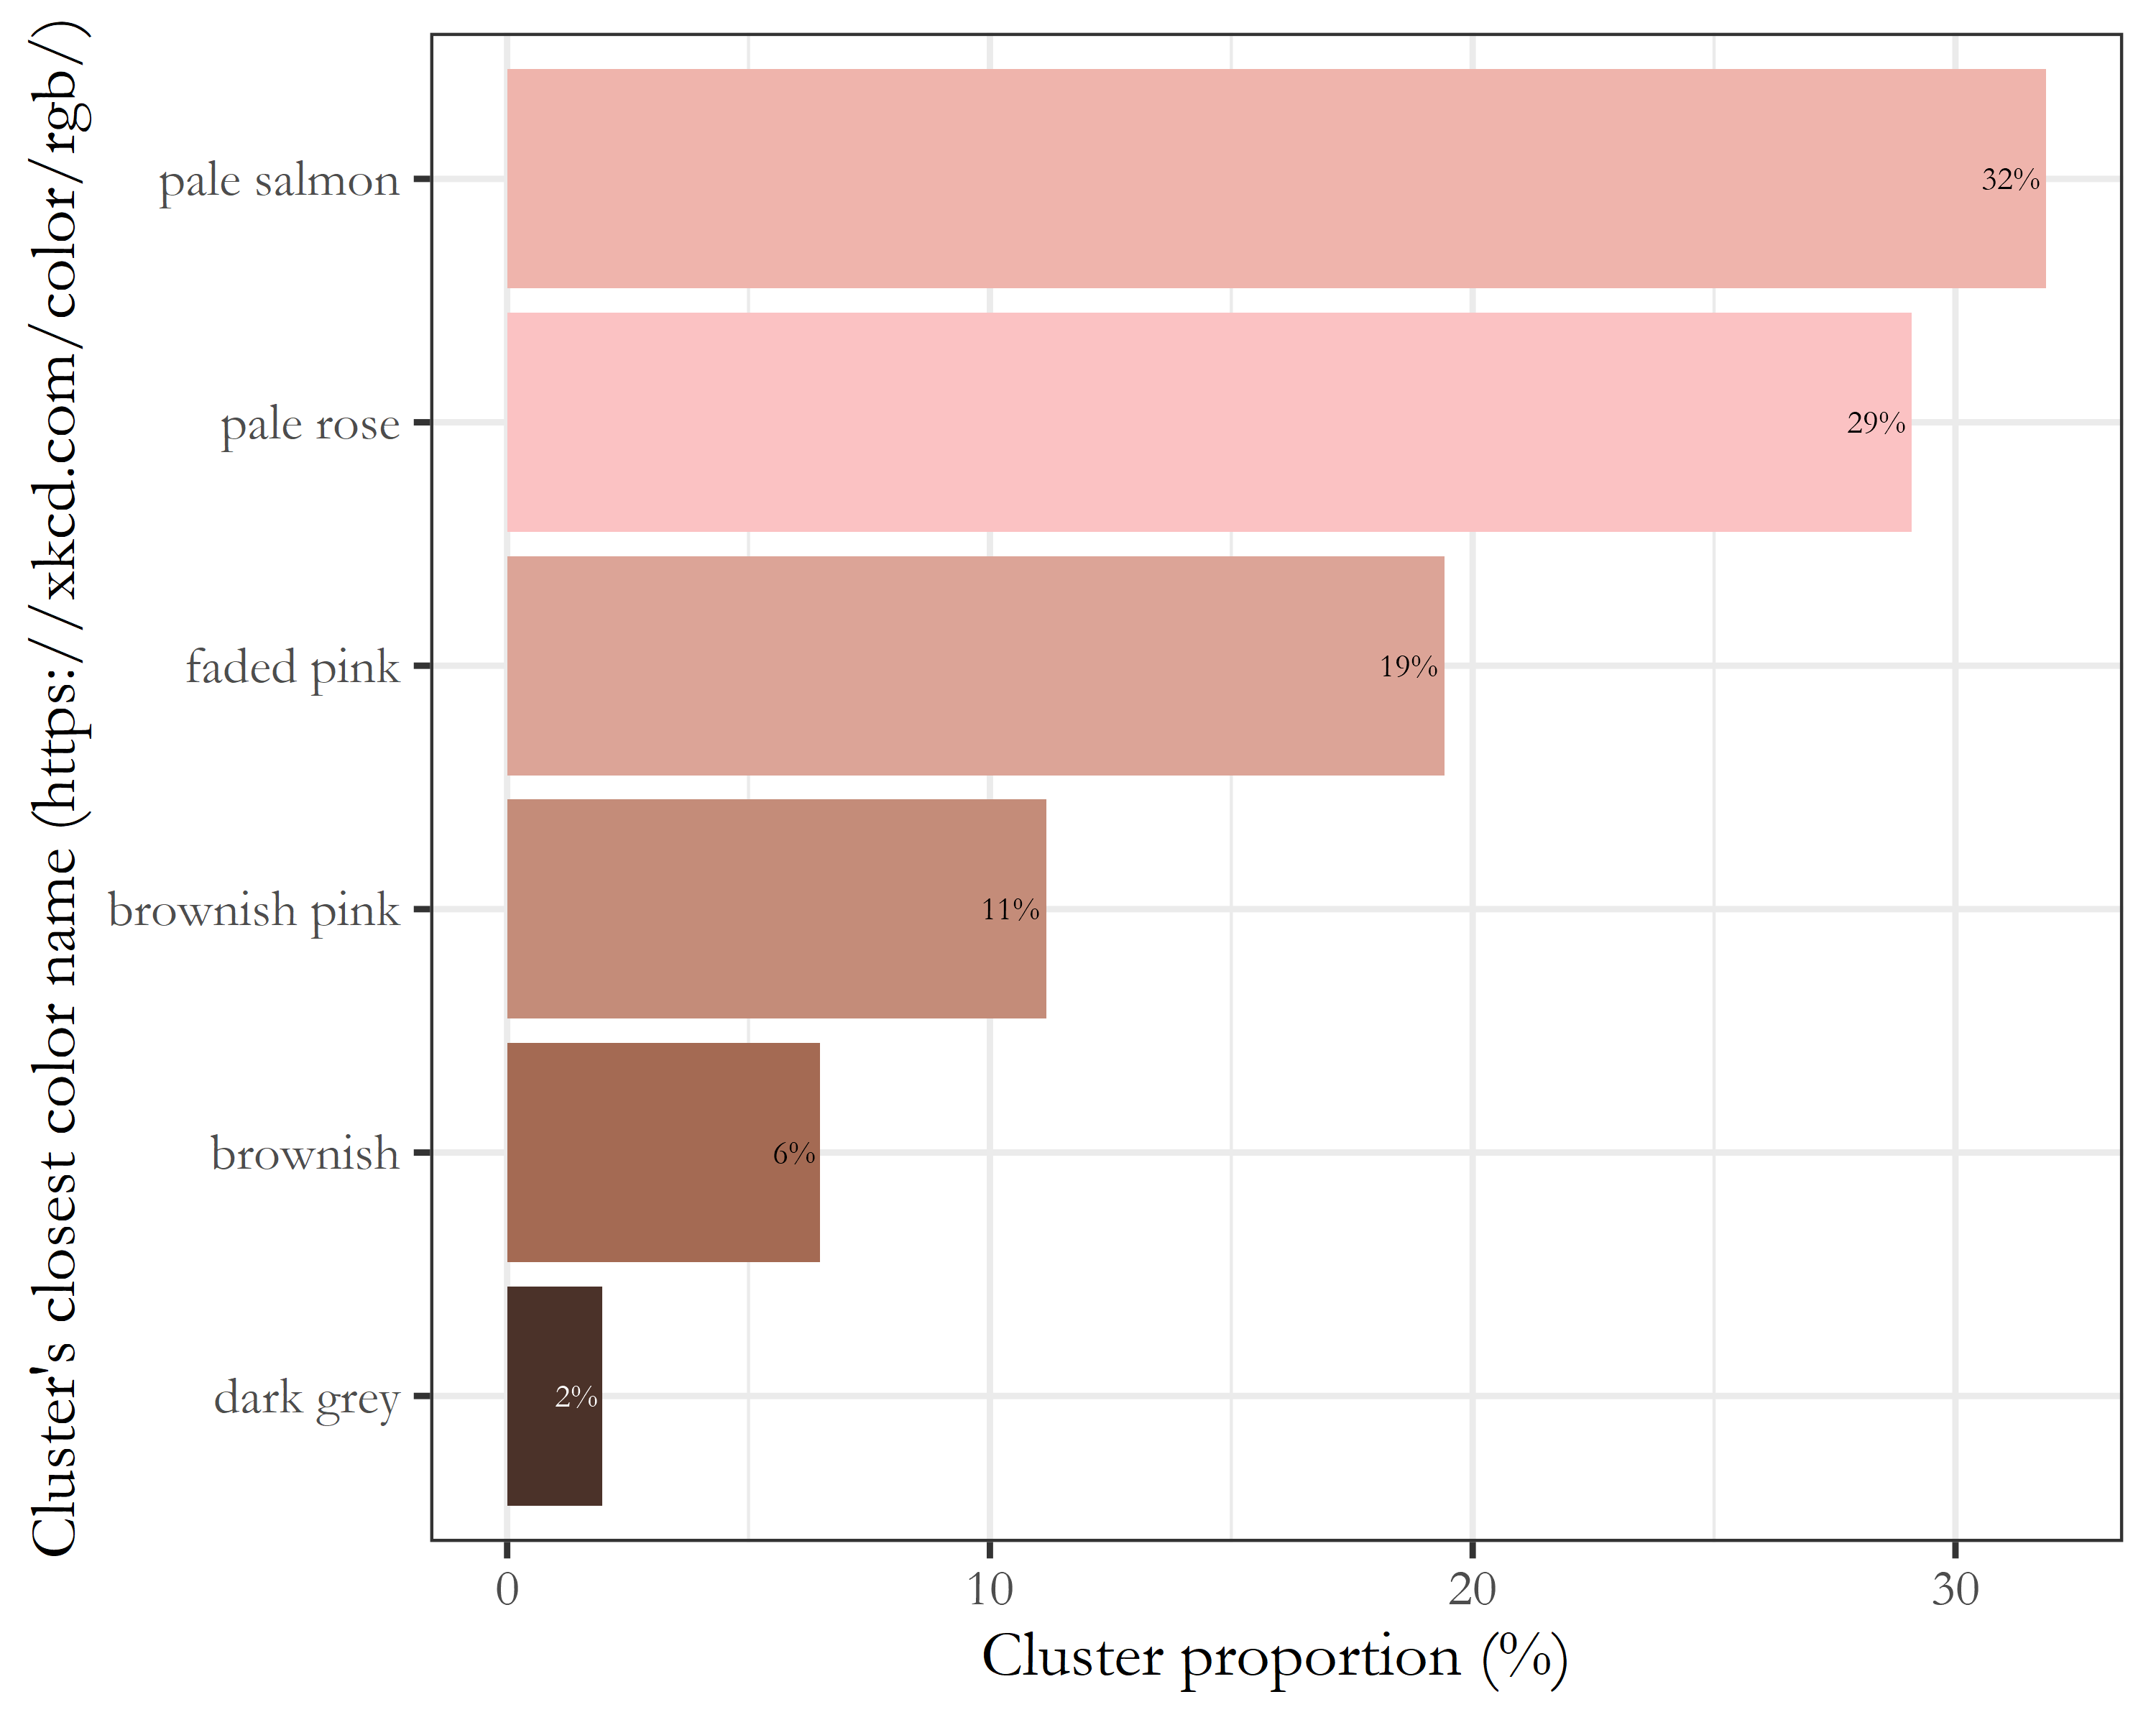 Cluster's closest color name (https://xkcd.com/color/rgb/)
pale salmon
32%
pale rose
29%
faded pink
19%
brownish pink
11%
brownish
6%
dark grey
2%
0 10 20 30
Cluster proportion (%)